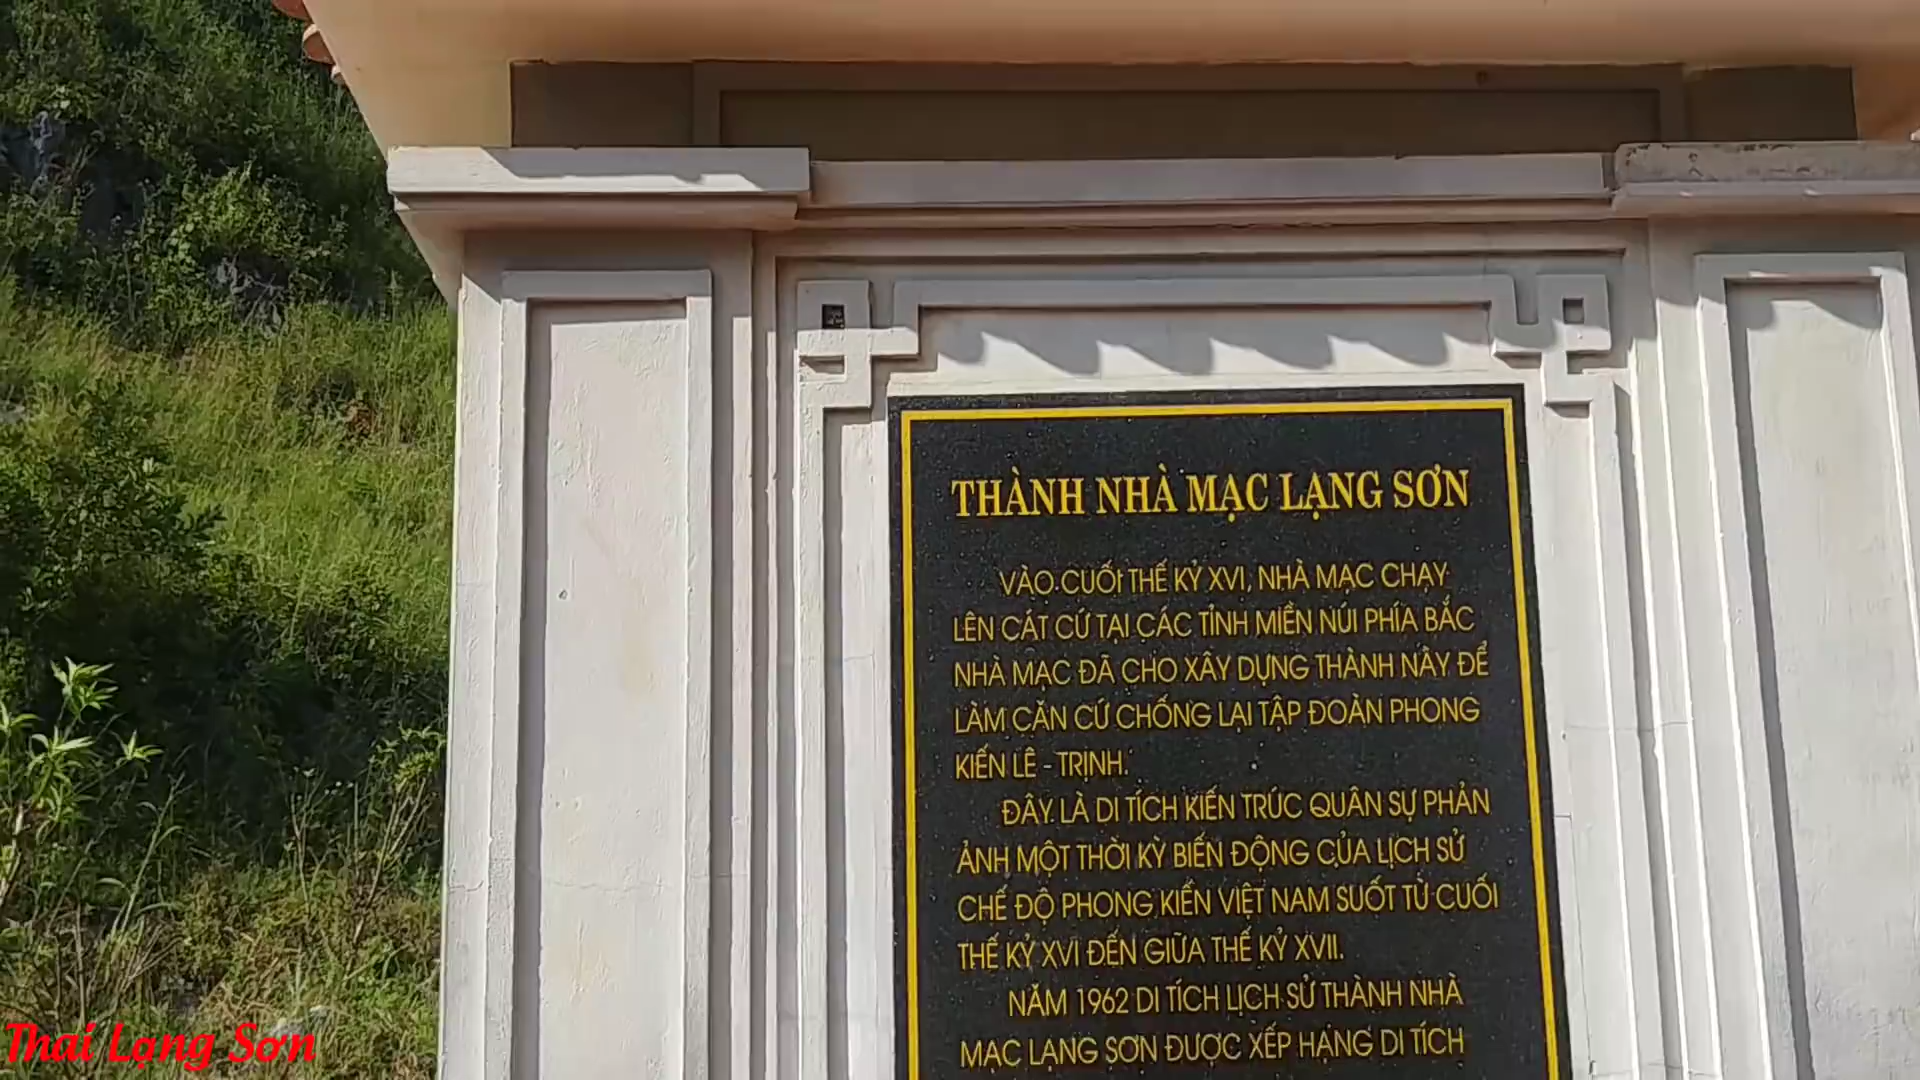 THÀNH NHÀ MẠC LẠNG SƠN
VÀO CUỐI THẾ KỶ XVI, NHÀ MẠC CHẠY
LÊN CÁT CỨ TẠI CÁC TỈNH MIỀN NÚI PHÍA BẮC
NHÀ MẠC ĐÃ CHO XÂY DỰNG THÀNH NÀY ĐỂ
LÀM CĂN CỨ CHỐNG LẠI TẬP ĐOÀN PHONG
KIẾN LÊ - TRỊNH.
ĐÂY LÀ DI TÍCH KIẾN TRÚC QUÂN SỰ PHẢN
ẢNH MỘT THỜI KỲ BIẾN ĐỘNG CỦA LỊCH SỬ
CHẾ ĐỘ PHONG KIẾN VIỆT NAM SUỐT TỪ CUỐI
THẾ KỶ XVI ĐẾN GIỮA THẾ KỶ XVII.
NĂM 1962 DI TÍCH LỊCH SỬ THÀNH NHÀ
MẠC LẠNG SƠN ĐƯỢC XẾP HẠNG DI TÍCH
Thai Lạng Sơn